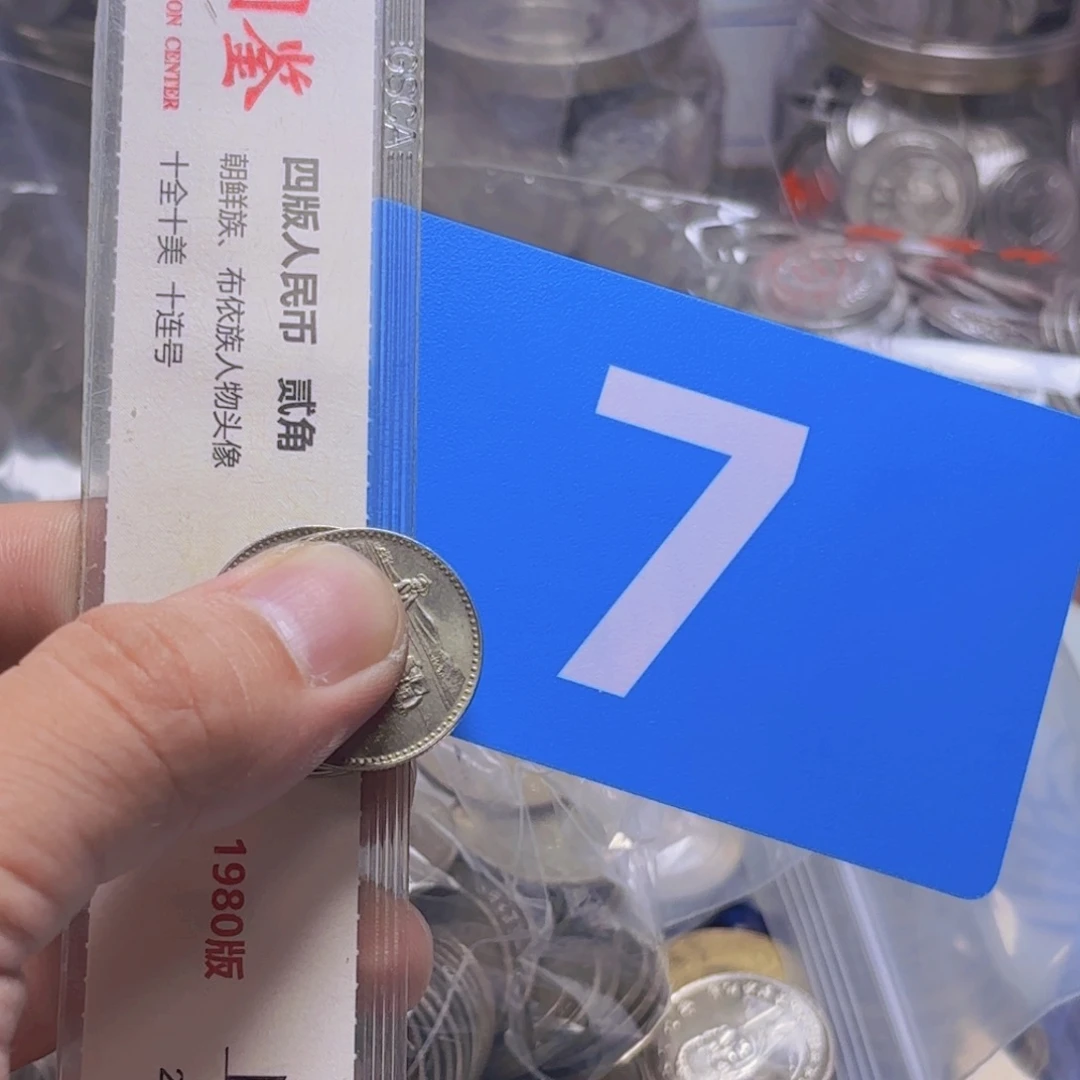 鉴
ON CENTER
四版人民币 贰角
朝鲜族、布依族人物头像
十全十美 十连号
1980版
GSCA
7